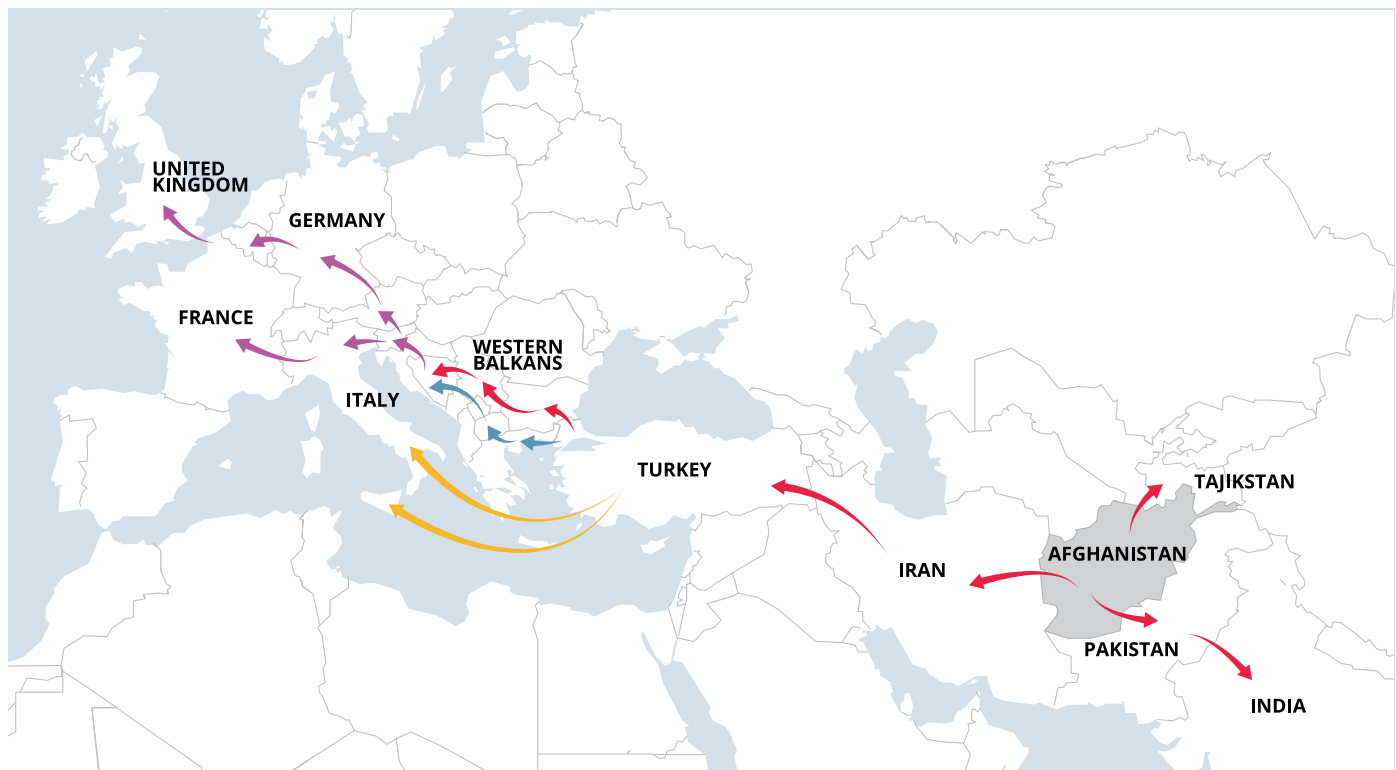 UNITED
KINGDOM
GERMANY
FRANCE
WESTERN
BALKANS
ITALY
TURKEY
TAJIKSTAN
AFGHANISTAN
IRAN
PAKISTAN
INDIA